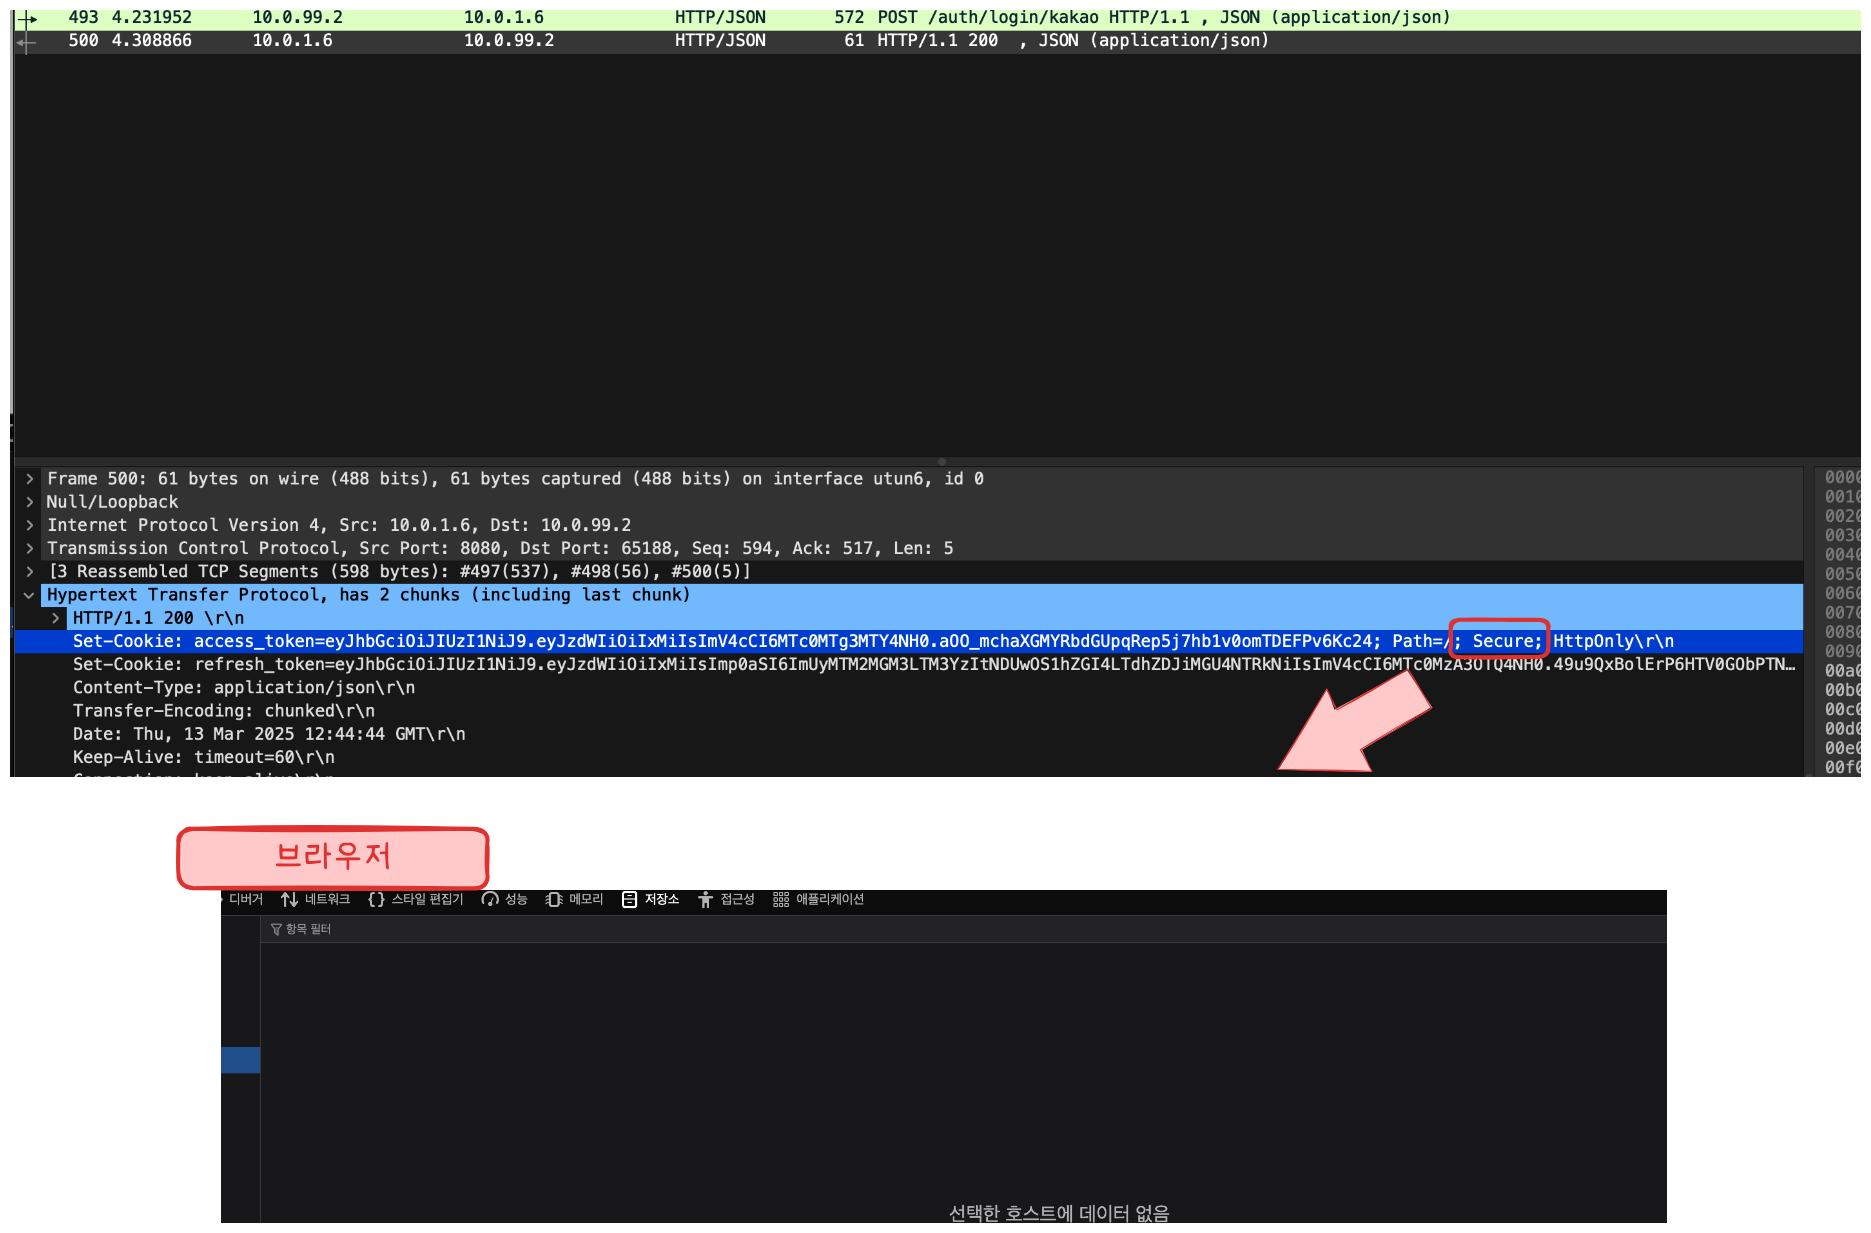 493 4.231952 10.0.99.2 10.0.1.6 HTTP/JSON 572 POST /auth/login/kakao HTTP/1.1 , JSON (application/json)
500 4.308866 10.0.1.6 10.0.99.2 HTTP/JSON 61 HTTP/1.1 200 , JSON (application/json)
Frame 500: 61 bytes on wire (488 bits), 61 bytes captured (488 bits) on interface utun6, id 0
Null/Loopback
Internet Protocol Version 4, Src: 10.0.1.6, Dst: 10.0.99.2
Transmission Control Protocol, Src Port: 8080, Dst Port: 65188, Seq: 594, Ack: 517, Len: 5
[3 Reassembled TCP Segments (598 bytes): #497(537), #498(56), #500(5)]
Hypertext Transfer Protocol, has 2 chunks (including last chunk)
HTTP/1.1 200 \r\n
Set-Cookie: access_token=eyJhbGciOiJIUzI1NiJ9.eyJzdWIiOiIxMiIsImV4cCI6MTc0MTg3MTY4NH0.aOO_mchaXGMYRbdGUpqRep5j7hb1v0omTDEFPv6Kc24; Path=/; Secure; HttpOnly\r\n
Set-Cookie: refresh_token=eyJhbGciOiJIUzI1NiJ9.eyJzdWIiOiIxMiIsImp0aSI6ImUyMTM2MGM3LTM3YzItNDUwOS1hZGI4LTdhZDJiMGU4NTRkNiIsImV4cCI6MTc0MzA3OTQ4NH0.49u9QxBolErP6HTV0GObPTN…
Content-Type: application/json\r\n
Transfer-Encoding: chunked\r\n
Date: Thu, 13 Mar 2025 12:44:44 GMT\r\n
Keep-Alive: timeout=60\r\n
0000
0010
0020
0030
0040
0050
0060
0070
0080
0090
00a0
00b0
00c0
00d0
00e0
00f0
브라우저
디버거 네트워크 {} 스타일 편집기 성능 메모리 저장소 접근성 애플리케이션
항목 필터
선택한 호스트에 데이터 없음